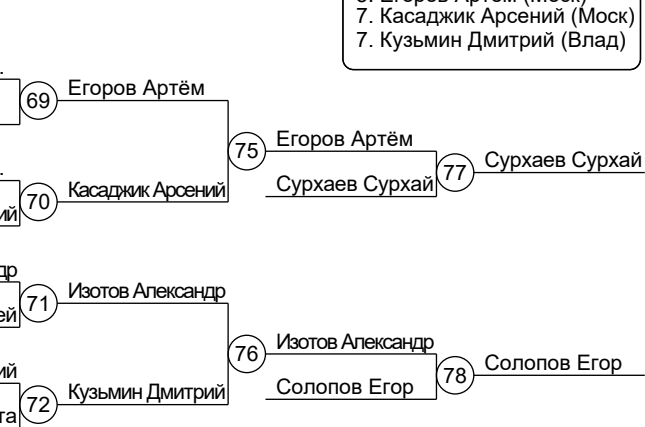 7. Касаджик Арсений (Моск)
7. Кузьмин Дмитрий (Влад)
69 Егоров Артём
75 Егоров Артём
77 Сурхаев Сурхай
Сурхаев Сурхай
70 Касаджик Арсений
71 Изотов Александр
76 Изотов Александр
78 Солопов Егор
Солопов Егор
72 Кузьмин Дмитрий